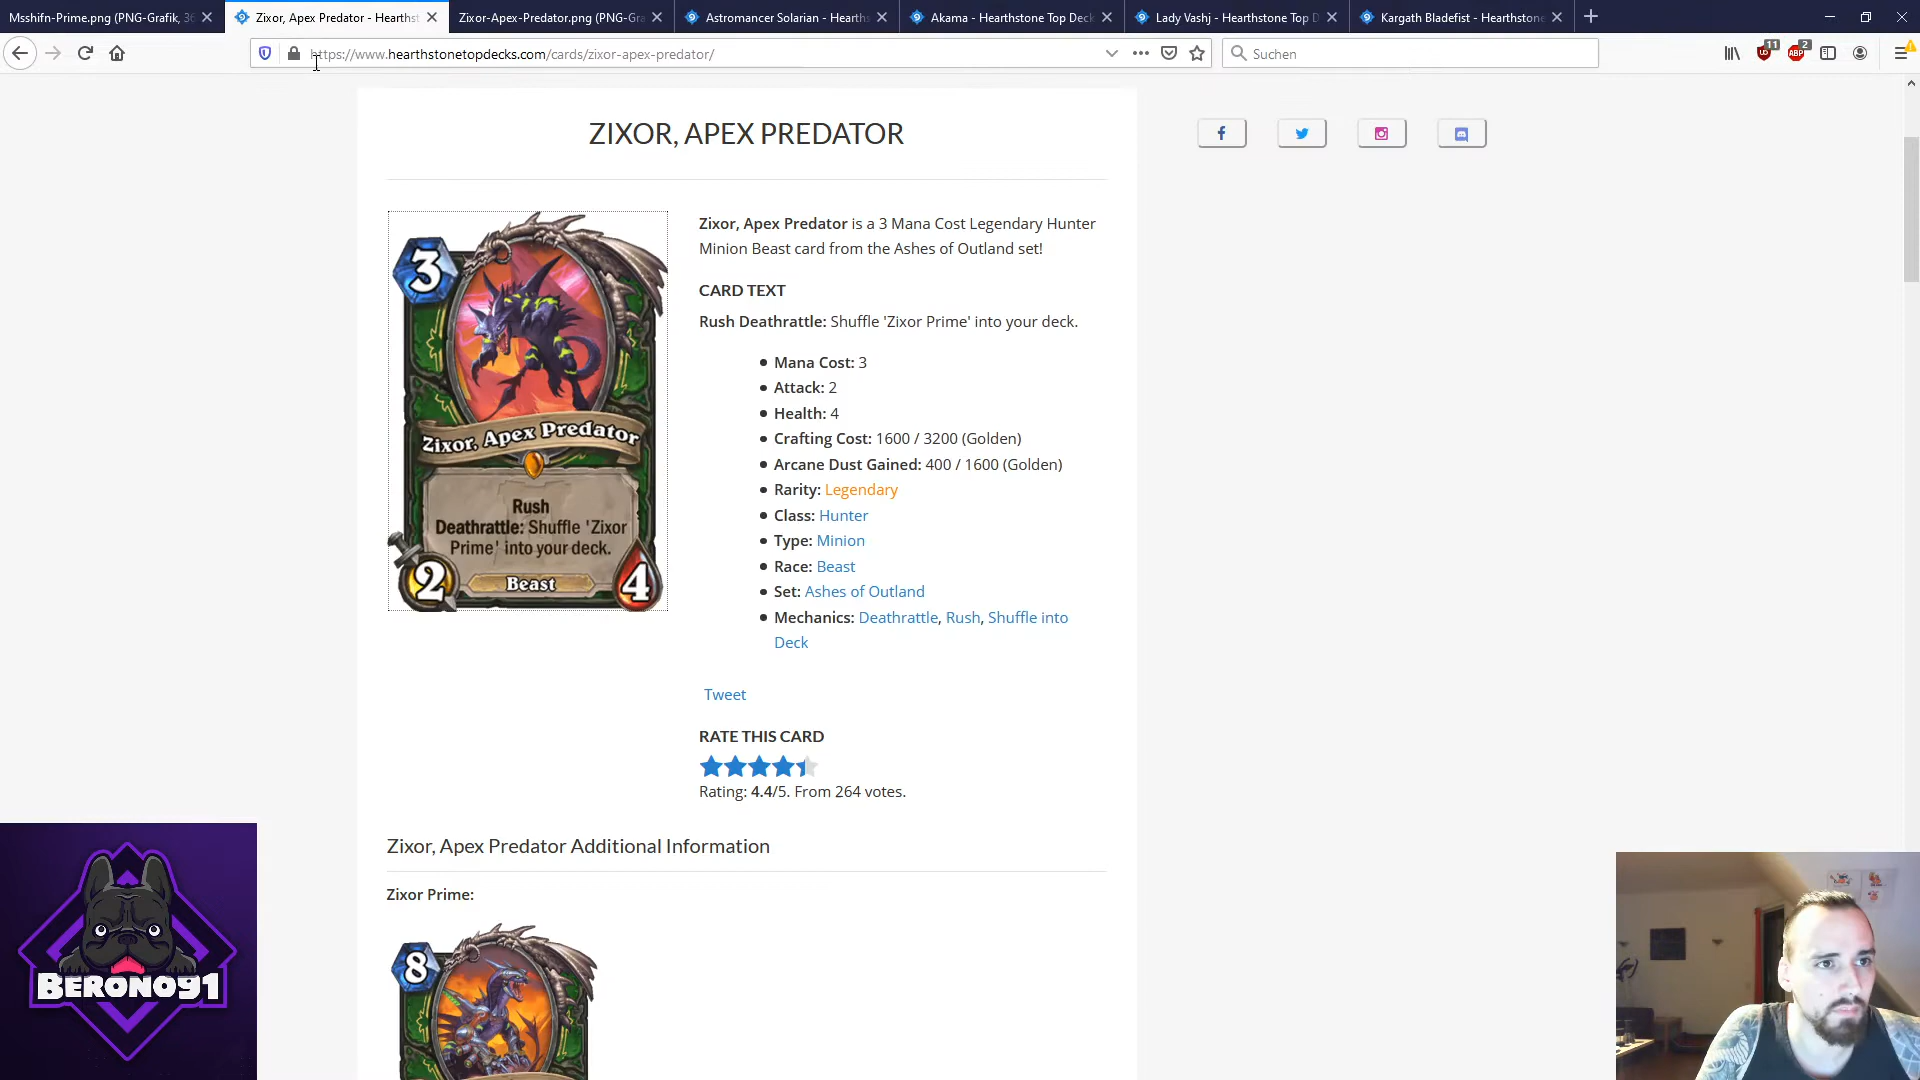 Msshifn-Prime.png (PNG-Grafik, 36
Zixor, Apex Predator - Hearthst
Zixor-Apex-Predator.png (PNG-Gra
Astromancer Solarian - Hearths
Akama - Hearthstone Top Deck
Lady Vashj - Hearthstone Top D
Kargath Bladefist - Hearthstone
https://www.hearthstonetopdecks.com/cards/zixor-apex-predator/
Suchen
11
2
ABP
ZIXOR, APEX PREDATOR
3
Zixor, Apex Predator
Rush
Deathrattle: Shuffle 'Zixor
Prime' into your deck.
2
Beast
4
Zixor, Apex Predator is a 3 Mana Cost Legendary Hunter
Minion Beast card from the Ashes of Outland set!
CARD TEXT
Rush Deathrattle: Shuffle 'Zixor Prime' into your deck.
Mana Cost: 3
Attack: 2
Health: 4
Crafting Cost: 1600 / 3200 (Golden)
Arcane Dust Gained: 400 / 1600 (Golden)
Rarity: Legendary
Class: Hunter
Type: Minion
Race: Beast
Set: Ashes of Outland
Mechanics: Deathrattle, Rush, Shuffle into
Deck
Tweet
RATE THIS CARD
Rating: 4.4/5. From 264 votes.
Zixor, Apex Predator Additional Information
Zixor Prime:
8
BERONO91